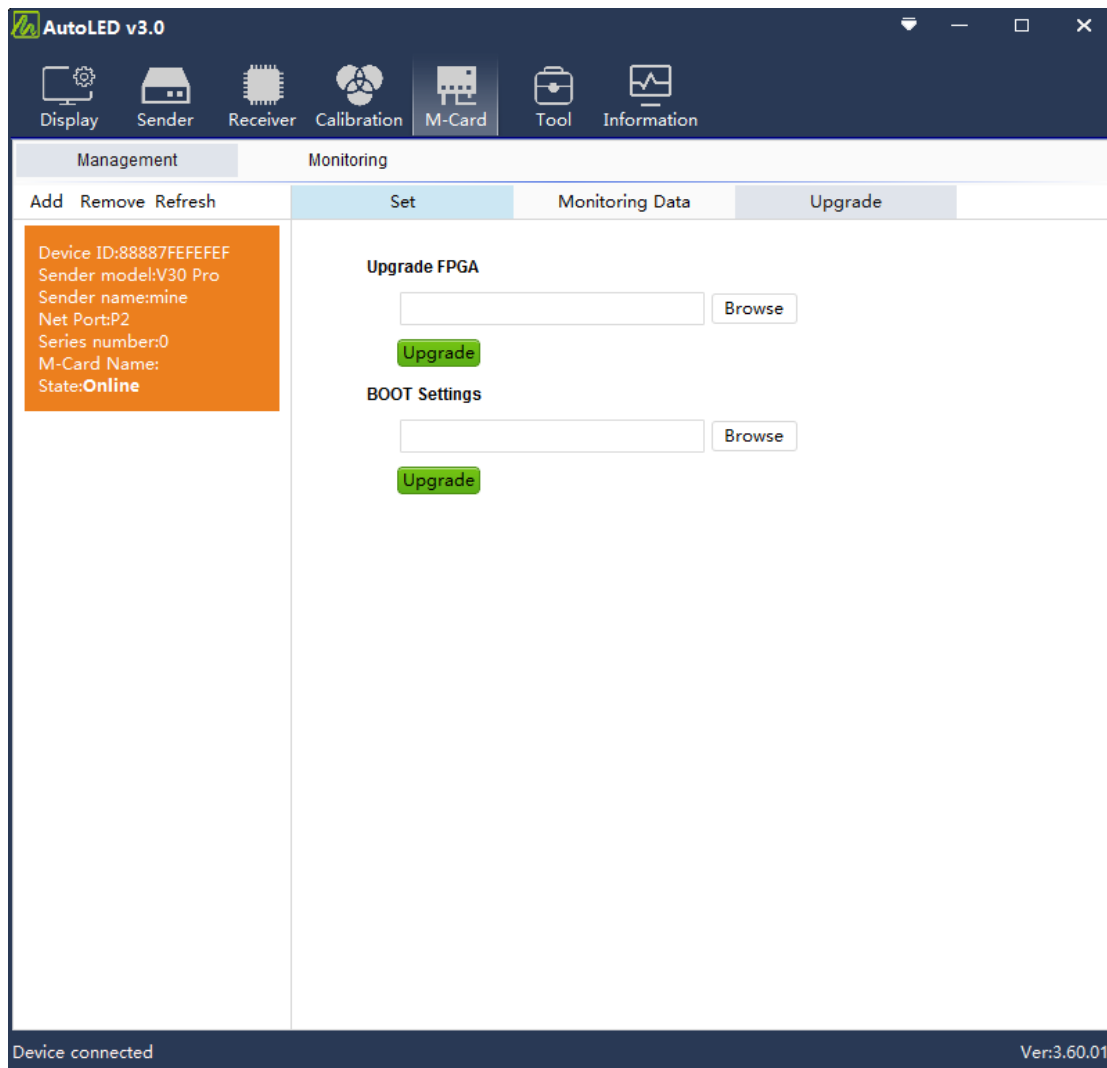 AutoLED v3.0
Display Sender Receiver Calibration M-Card Tool Information
Management Monitoring
Add Remove Refresh Set Monitoring Data Upgrade
Device ID:88887FEFEFEF
Sender model:V30 Pro
Sender name:mine
Net Port:P2
Series number:0
M-Card Name:
State:Online
Upgrade FPGA
Browse
Upgrade
BOOT Settings
Browse
Upgrade
Device connected Ver:3.60.01